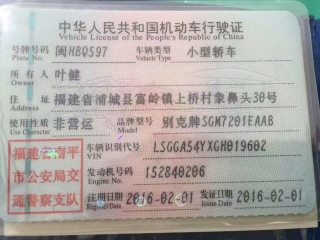 中华人民共和国机动车行驶证
Vehicle License of the People's Republic of China
号牌号码 闽HBQ597 车辆类型 小型轿车
Plate No. Vehicle Type
所有人 叶健
Owner
住址 福建省浦城县富岭镇上桥村象鼻头30号
Address
使用性质 非营运 品牌型号 别克牌SGM7201EAAB
Use Character Model
福建省南平市公安局交通警察支队
车辆识别代号 LSGGA54YXGH019602
VIN
发动机号码 152840206
Engine No.
注册日期 2016-02-01 发证日期 2016-02-01
Register Date Issue Date